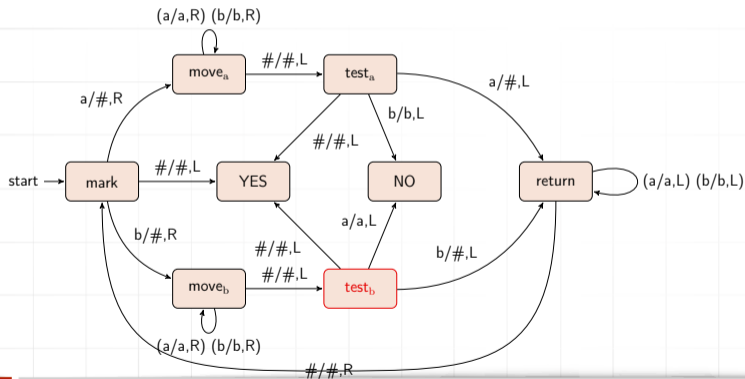 (a/a,R) (b/b,R)
#/#,L
move_a
test_a
a/#,L
a/#,R
b/b,L
#/#,L
#/#,L
start
mark
YES
NO
return
(a/a,L) (b/b,L)
a/a,L
b/#,R
#/#,L
b/#,L
#/#,L
move_b
test_b
(a/a,R) (b/b,R)
#/#,R